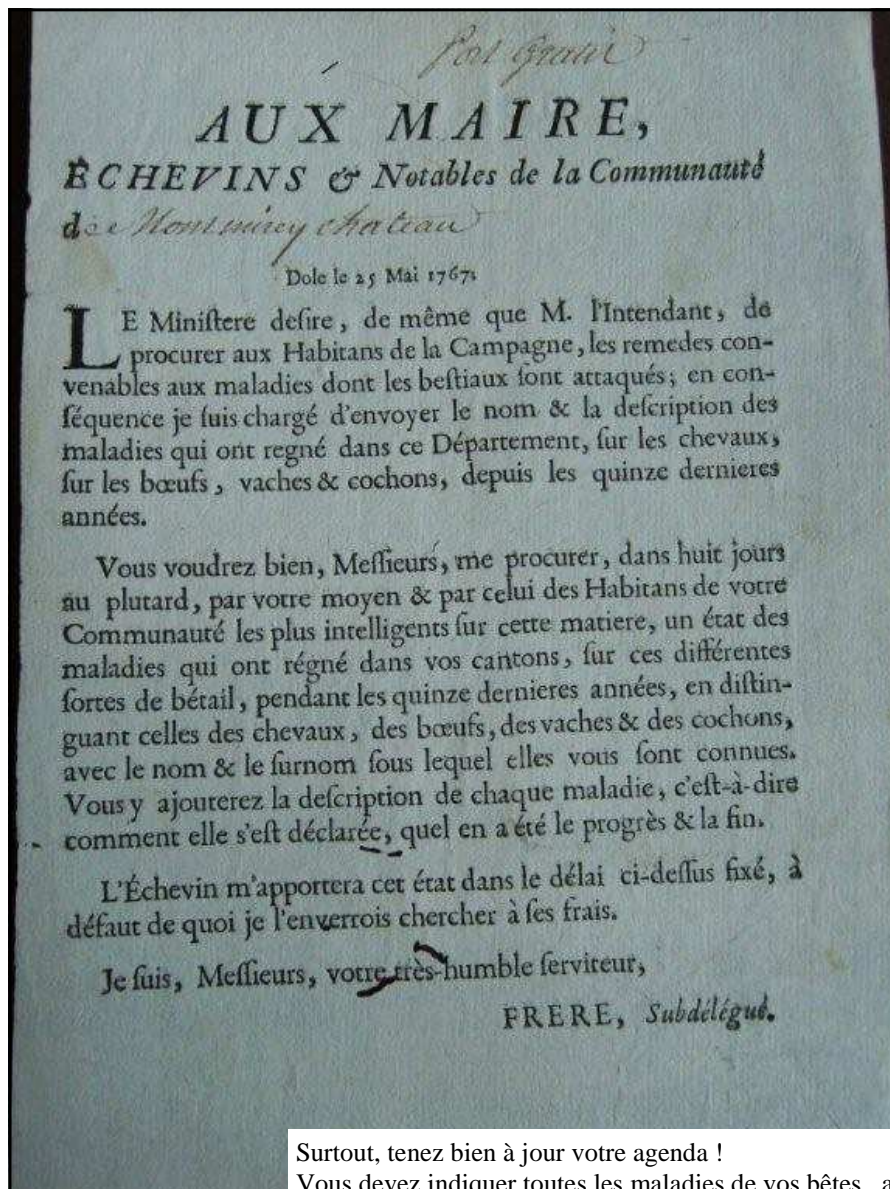 Port Gratis
AUX MAIRE,
ÉCHEVINS & Notables de la Communauté
de Montmirey chateau
Dole le 25 Mai 1767.
LE Miniſtere deſire, de même que M. l'Intendant, de
procurer aux Habitans de la Campagne, les remedes con-
venables aux maladies dont les beſtiaux ſont attaqués; en con-
ſéquence je ſuis chargé d'envoyer le nom & la deſcription des
maladies qui ont regné dans ce Département, ſur les chevaux,
ſur les bœufs, vaches & cochons, depuis les quinze dernieres
années.
Vous voudrez bien, Meſſieurs, me procurer, dans huit jours
au plutard, par votre moyen & par celui des Habitans de votre
Communauté les plus intelligents ſur cette matiere, un état des
maladies qui ont régné dans vos cantons, ſur ces différentes
ſortes de bétail, pendant les quinze dernieres années, en diſtin-
guant celles des chevaux, des bœufs, des vaches & des cochons,
avec le nom & le ſurnom ſous lequel elles vous ſont connues.
Vous y ajouterez la deſcription de chaque maladie, c'eſt-à-dire
comment elle s'eſt déclarée, quel en a été le progrès & la fin.
L'Échevin m'apportera cet état dans le délai ci-deſſus fixé, à
défaut de quoi je l'enverrois chercher à ſes frais.
Je ſuis, Meſſieurs, votre très-humble ſerviteur,
FRERE, Subdélégué.
Surtout, tenez bien à jour votre agenda !
Vous devez indiquer toutes les maladies de vos bêtes, a